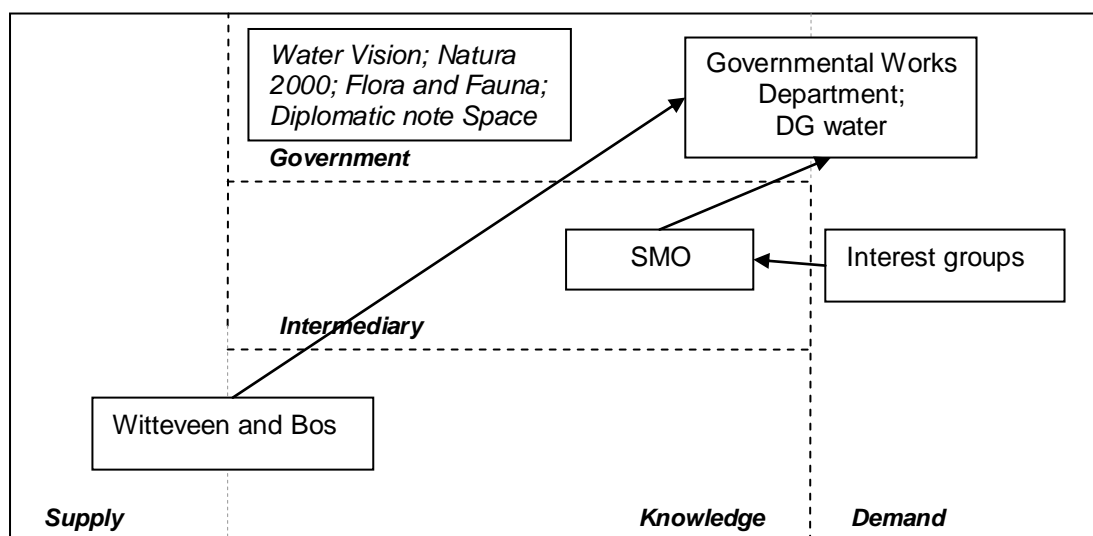 Water Vision; Natura
2000; Flora and Fauna;
Diplomatic note Space
Governmental Works
Department;
DG water
Government
SMO
Interest groups
Intermediary
Witteveen and Bos
Supply
Knowledge
Demand